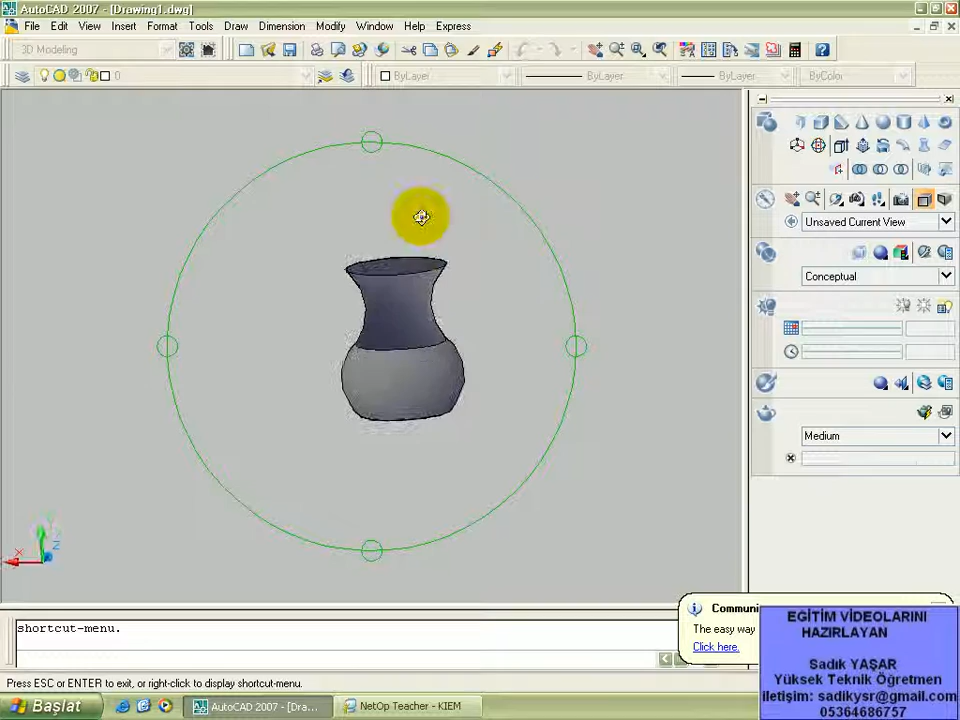 AutoCAD 2007 - [Drawing1.dwg]
File Edit View Insert Format Tools Draw Dimension Modify Window Help Express
3D Modeling
0 ByLayer ByLayer ByLayer ByColor
Unsaved Current View
Conceptual
Medium
X Y Z
shortcut-menu.
Communi
The easy way
Click here.
Press ESC or ENTER to exit, or right-click to display shortcut-menu.
EĞİTİM VİDEOLARINI
HAZIRLAYAN
Sadık YAŞAR
Yüksek Teknik Öğretmen
iletişim: sadikysr@gmail.com
05364686757
Başlat AutoCAD 2007 - [Dra... NetOp Teacher - KIEM